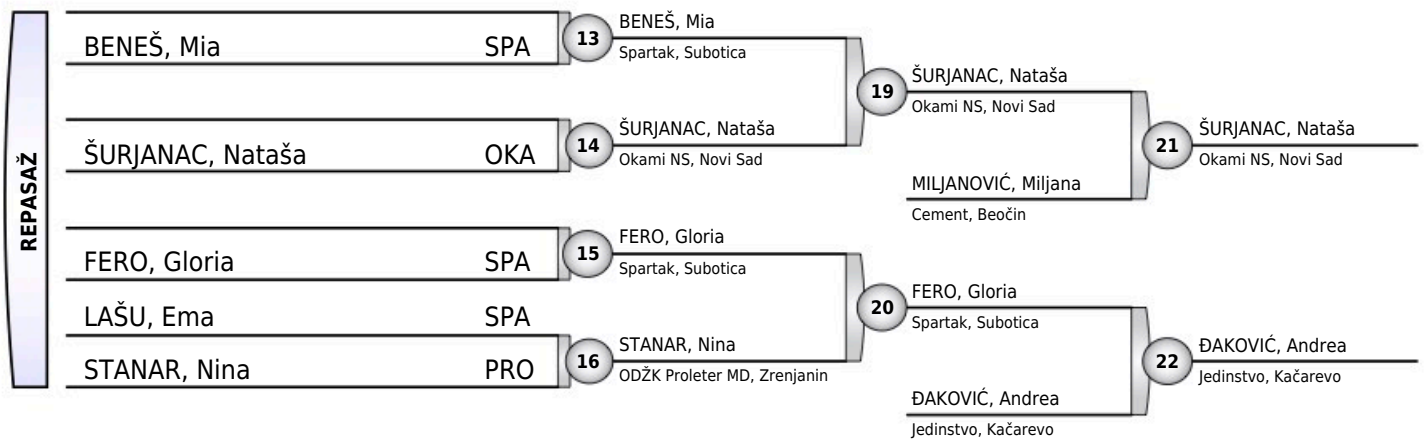 REPASAŽ
BENEŠ, Mia SPA
ŠURJANAC, Nataša OKA
FERO, Gloria SPA
LAŠU, Ema SPA
STANAR, Nina PRO
13
BENEŠ, Mia
Spartak, Subotica
14
ŠURJANAC, Nataša
Okami NS, Novi Sad
15
FERO, Gloria
Spartak, Subotica
16
STANAR, Nina
ODŽK Proleter MD, Zrenjanin
19
ŠURJANAC, Nataša
Okami NS, Novi Sad
MILJANOVIĆ, Miljana
Cement, Beočin
20
FERO, Gloria
Spartak, Subotica
ĐAKOVIĆ, Andrea
Jedinstvo, Kačarevo
21
ŠURJANAC, Nataša
Okami NS, Novi Sad
22
ĐAKOVIĆ, Andrea
Jedinstvo, Kačarevo